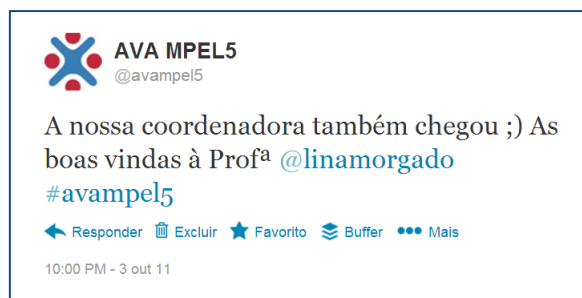 AVA MPEL5
@avampel5
A nossa coordenadora também chegou ;) As
boas vindas à Profª @linamorgado
#avampel5
Responder Excluir Favorito Buffer Mais
10:00 PM - 3 out 11